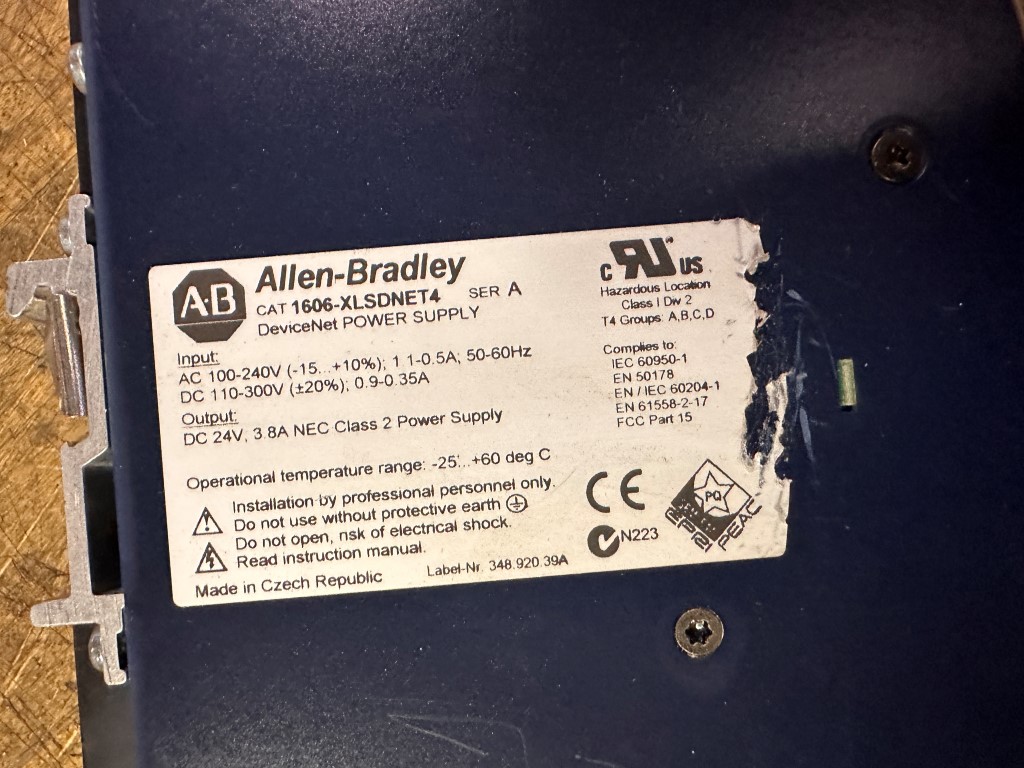 A-B
Allen-Bradley
CAT 1606-XLSDNET4 SER A
DeviceNet POWER SUPPLY
Input:
AC 100-240V (-15...+10%); 1.1-0.5A; 50-60Hz
DC 110-300V (±20%); 0.9-0.35A
Output:
DC 24V, 3.8A NEC Class 2 Power Supply
Operational temperature range: -25...+60 deg C
Installation by professional personnel only.
Do not use without protective earth
Do not open, risk of electrical shock.
Read instruction manual.
Made in Czech Republic
Label-Nr. 348.920.39A
C RU US
Hazardous Location
Class I Div 2
T4 Groups: A,B,C,D
Complies to:
IEC 60950-1
EN 50178
EN / IEC 60204-1
EN 61558-2-17
FCC Part 15
CE
N223
PQ
EPRI PEAC